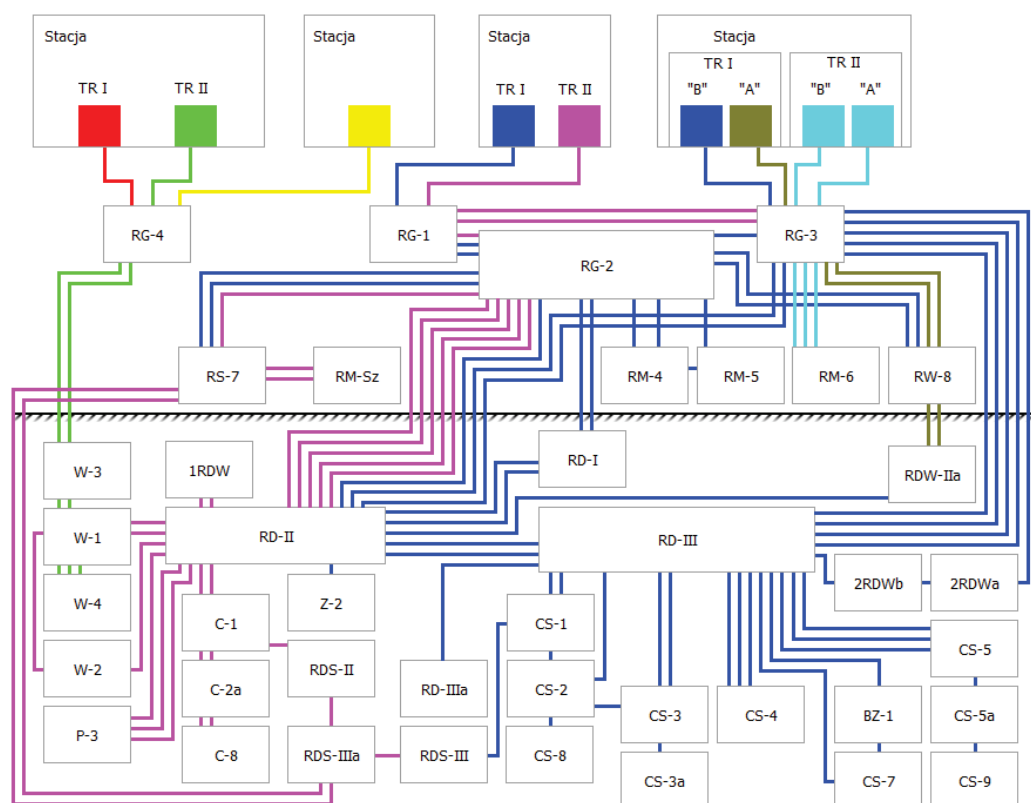 Stacja
Stacja
Stacja
Stacja
TR I
TR II
TR I
TR II
TR I
TR II
"B"
"A"
"B"
"A"
RG-4
RG-1
RG-3
RG-2
RS-7
RM-Sz
RM-4
RM-5
RM-6
RW-8
W-3
1RDW
RD-I
RDW-IIa
W-1
RD-II
RD-III
W-4
Z-2
2RDWb
2RDWa
C-1
CS-1
CS-5
W-2
RDS-II
RD-IIIa
C-2a
CS-2
CS-3
CS-4
BZ-1
CS-5a
P-3
C-8
RDS-IIIa
RDS-III
CS-8
CS-3a
CS-7
CS-9